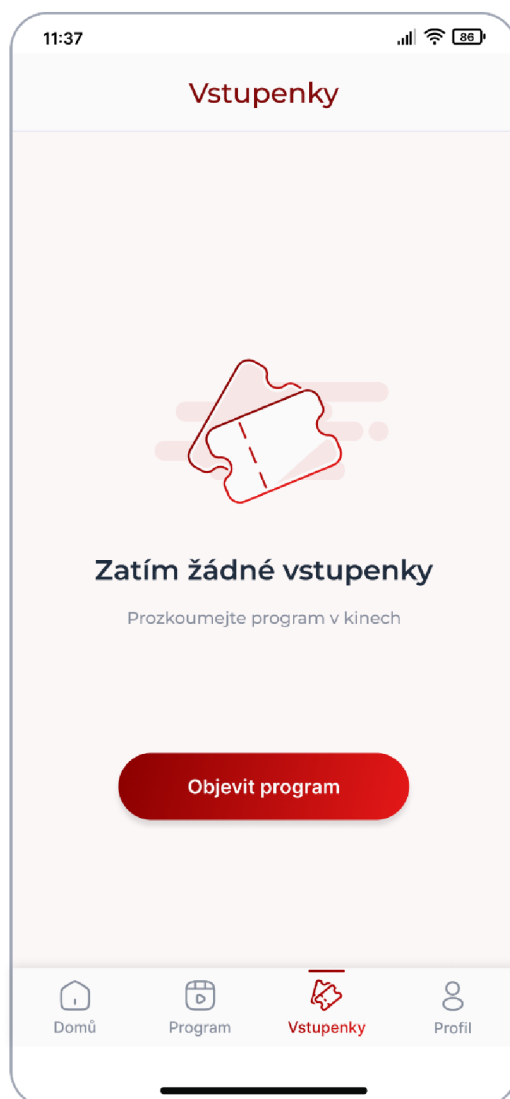 11:37
86
Vstupenky
Zatím žádné vstupenky
Prozkoumejte program v kinech
Objevit program
Domů
Program
Vstupenky
Profil